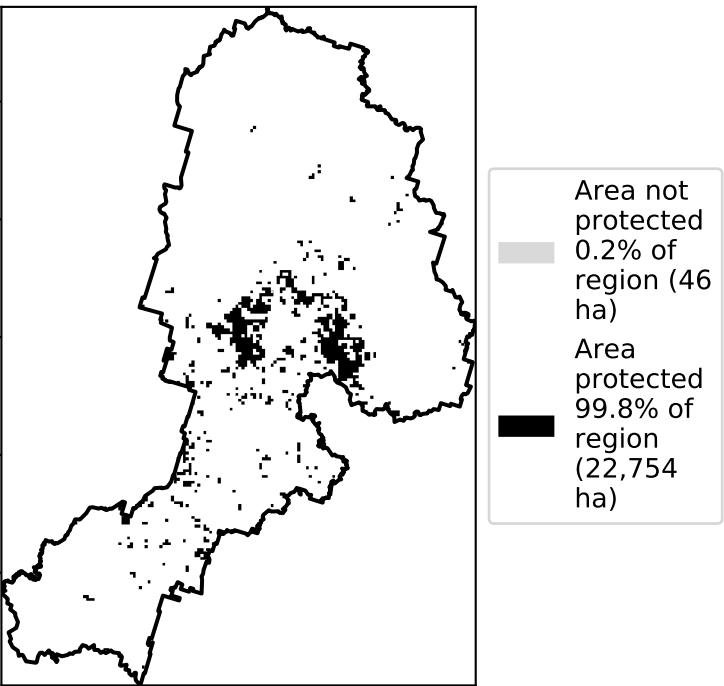 Area not
protected
0.2% of
region (46
ha)
Area
protected
99.8% of
region
(22,754
ha)